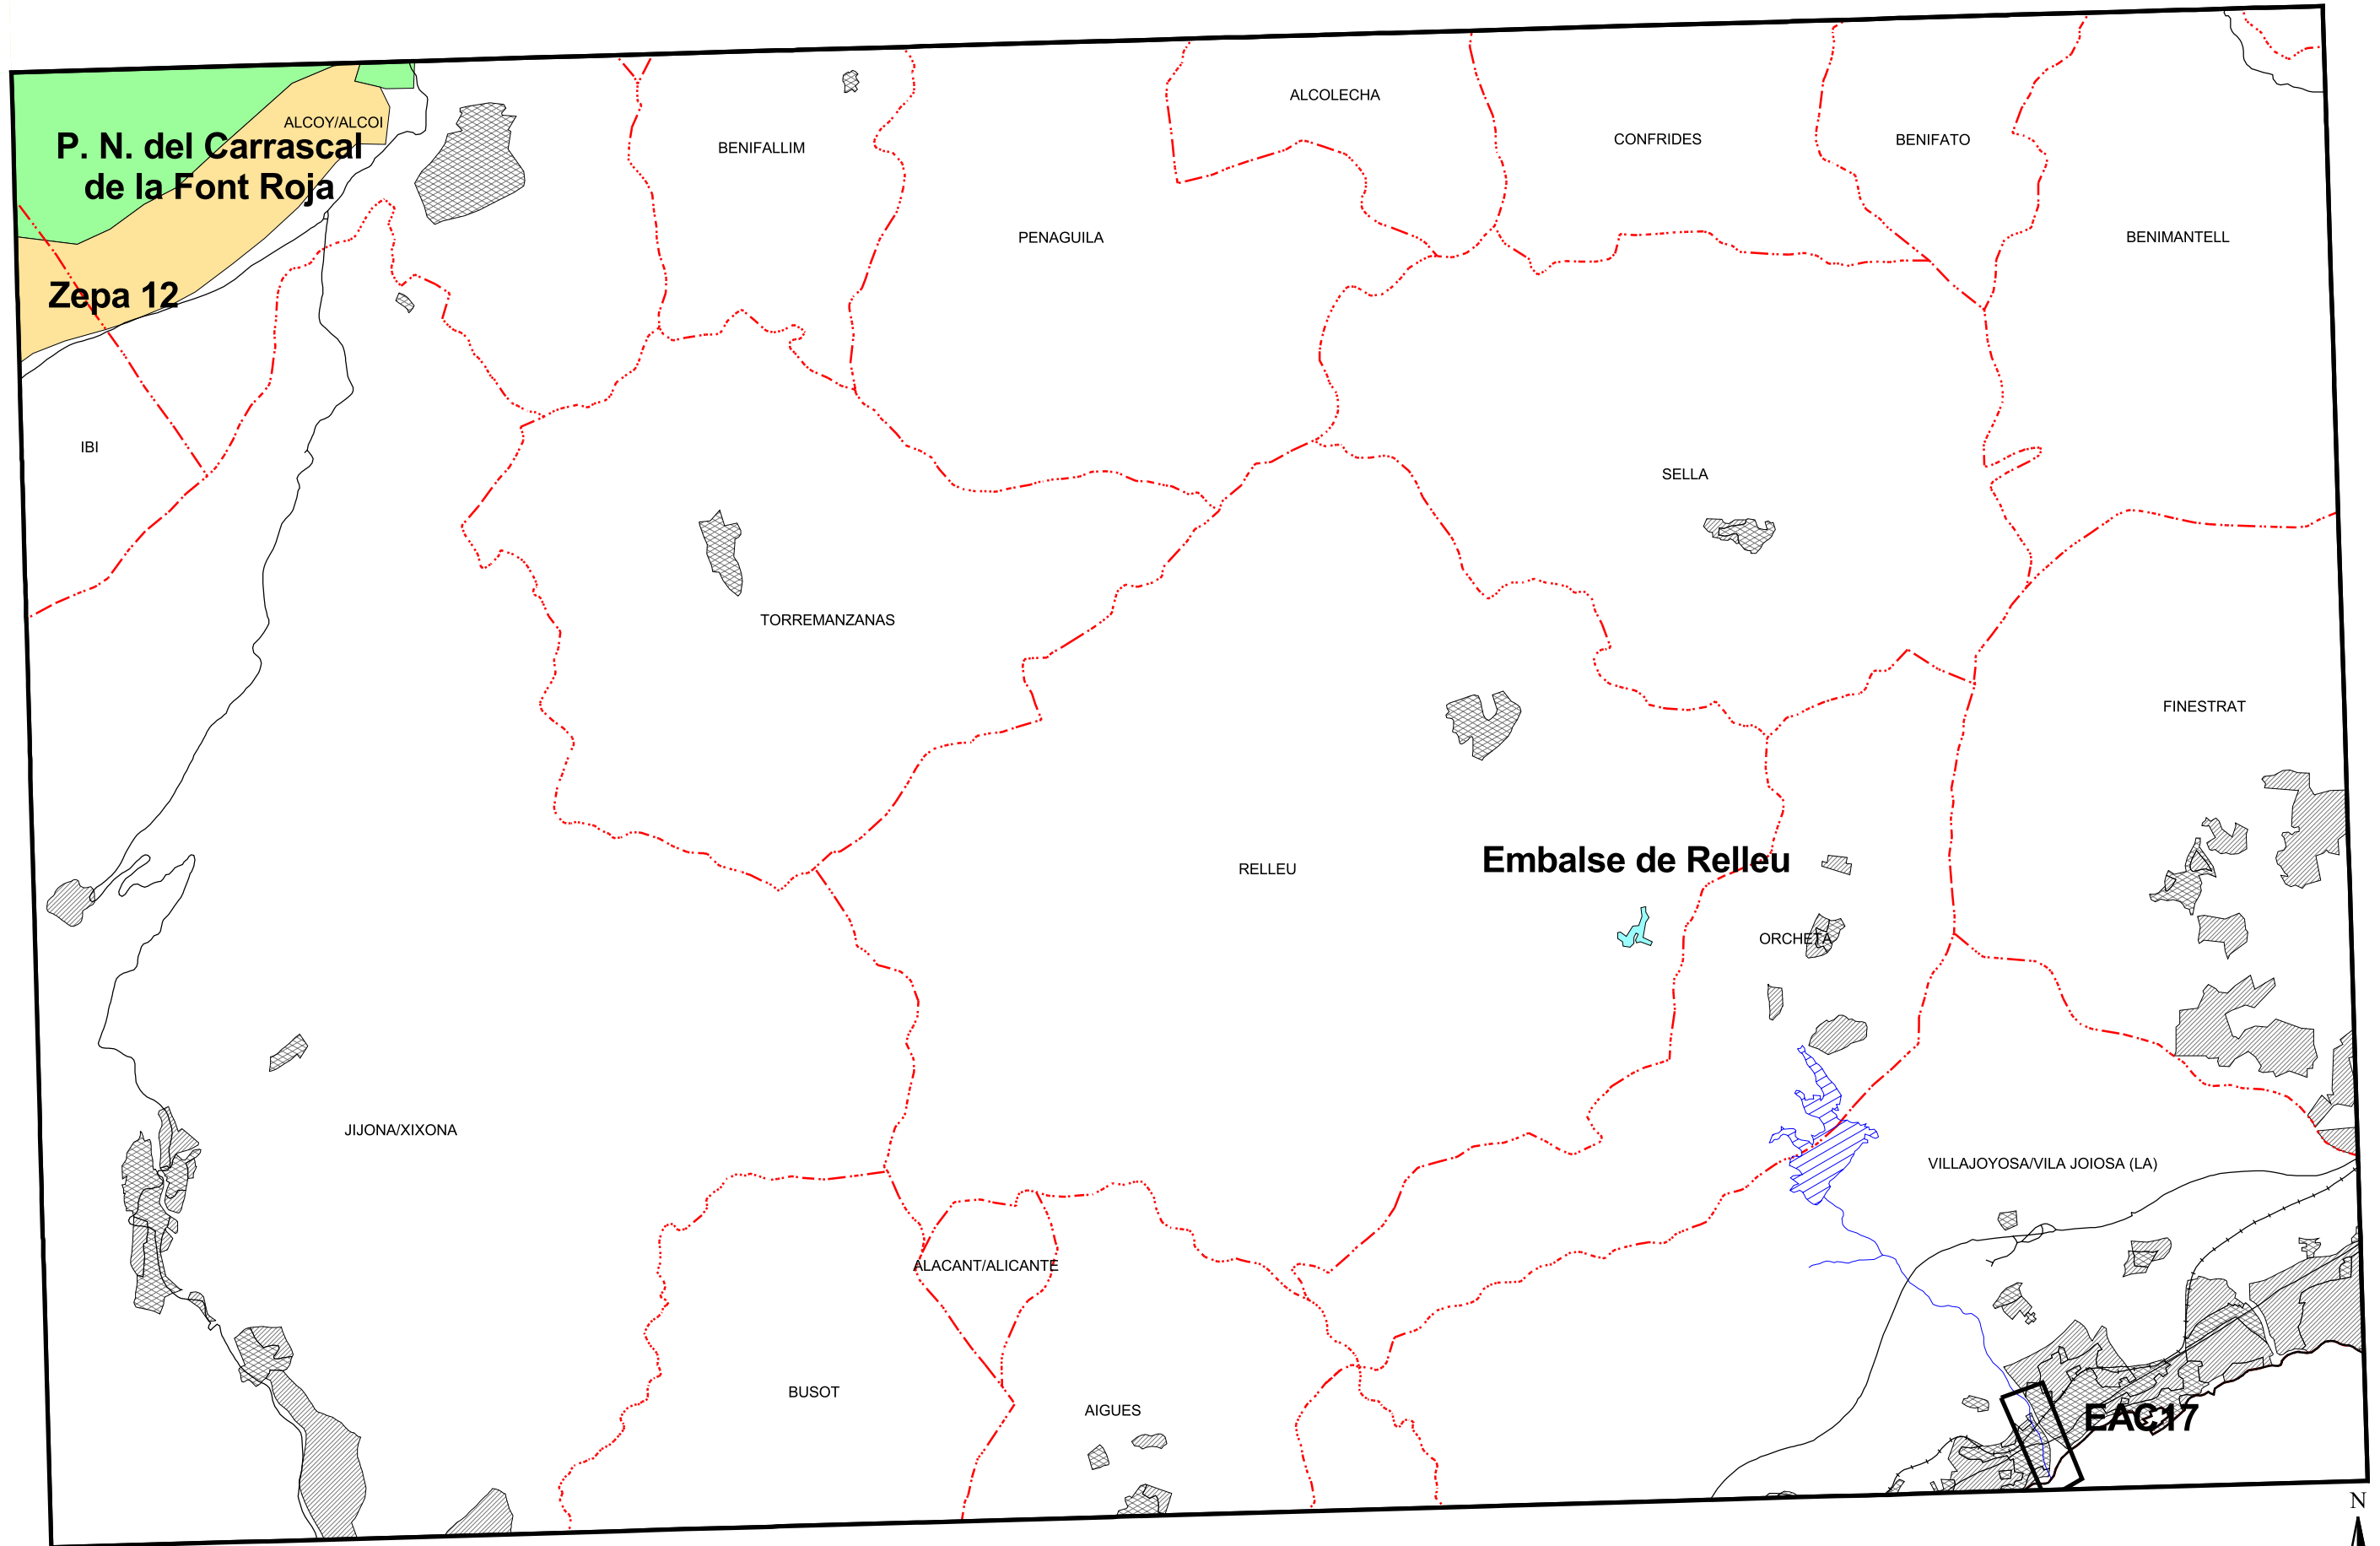 ALCOLECHA
ALCOY/ALCOI
P. N. del Carrascal
de la Font Roja
BENIFALLIM
CONFRIDES
BENIFATO
PENAGUILA
BENIMANTELL
Zepa 12
IBI
SELLA
TORREMANZANAS
FINESTRAT
RELLEU
Embalse de Relleu
ORCHETA
JIJONA/XIXONA
VILLAJOYOSA/VILA JOIOSA (LA)
ALACANT/ALICANTE
BUSOT
AIGUES
EAC17
N